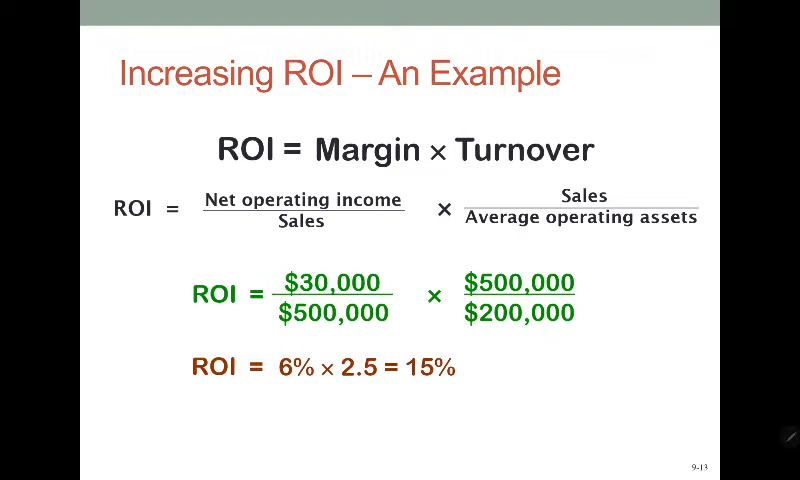 Increasing ROI – An Example
ROI = Margin × Turnover
ROI = Net operating income / Sales × Sales / Average operating assets
ROI = $30,000 / $500,000 × $500,000 / $200,000
ROI = 6% × 2.5 = 15%
9-13